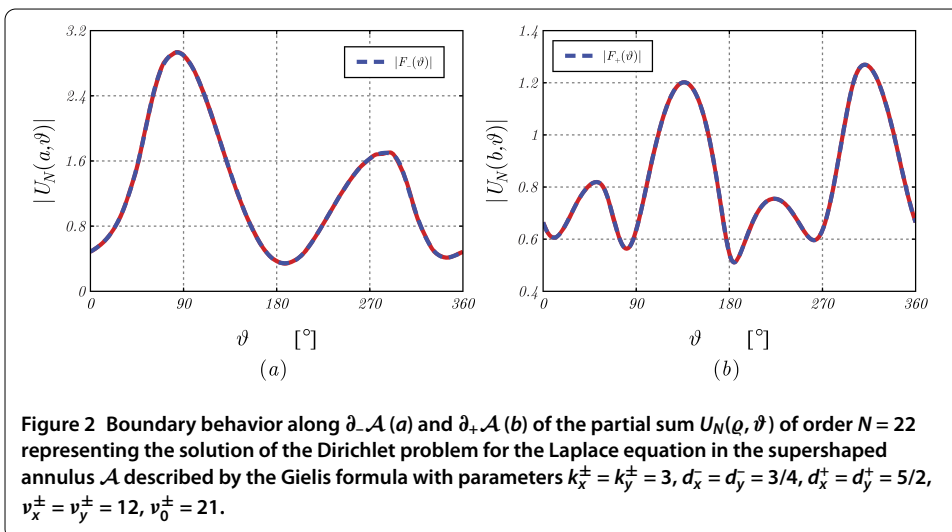 3.2
2.4
1.6
0.8
0
0 90 180 270 360
|U_N(a,ϑ)|
|F₋(ϑ)|
ϑ [°]
(a)
1.4
1.2
1
0.8
0.6
0.4
0 90 180 270 360
|U_N(b,ϑ)|
|F₊(ϑ)|
ϑ [°]
(b)
Figure 2 Boundary behavior along ∂₋𝒜 (a) and ∂₊𝒜 (b) of the partial sum U_N(ϱ, ϑ) of order N = 22
representing the solution of the Dirichlet problem for the Laplace equation in the supershaped
annulus 𝒜 described by the Gielis formula with parameters k_x^± = k_y^± = 3, d_x^- = d_y^- = 3/4, d_x^+ = d_y^+ = 5/2,
ν_x^± = ν_y^± = 12, ν_0^± = 21.